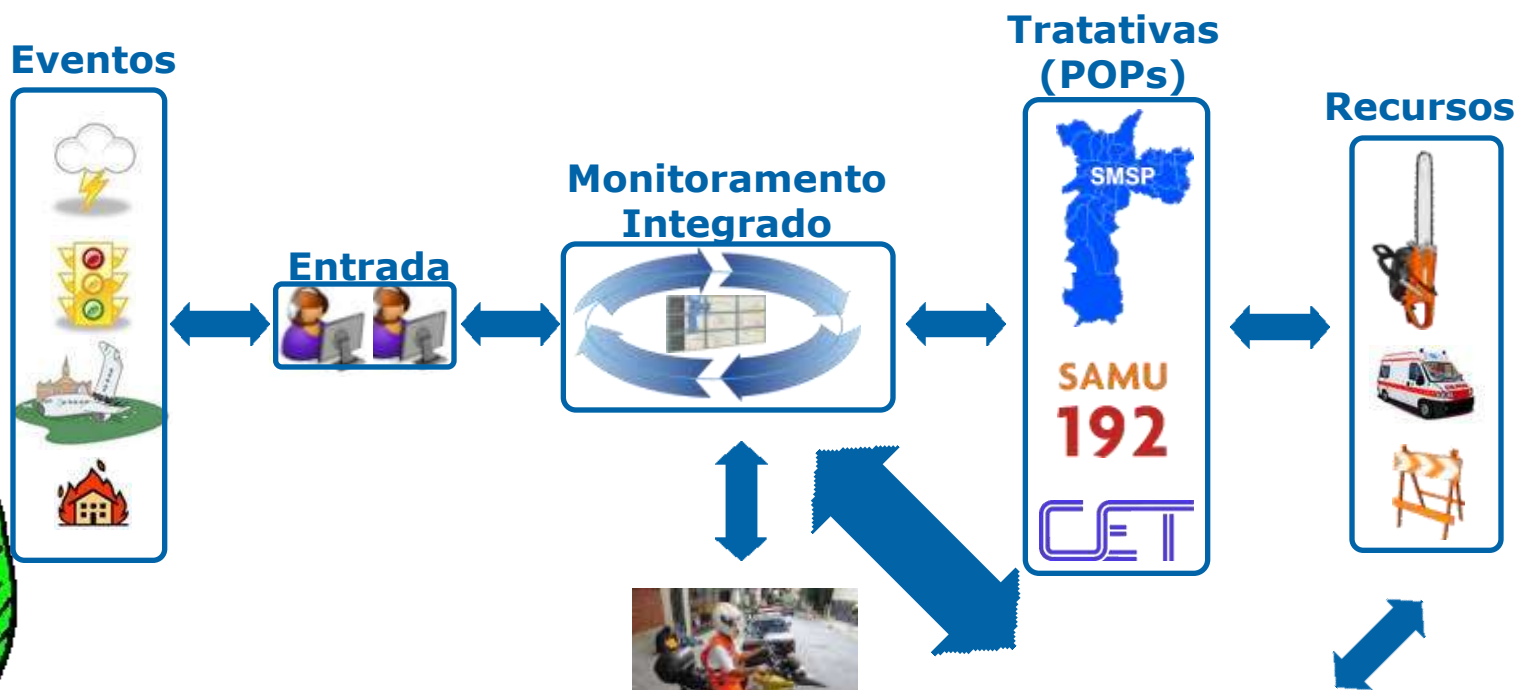 Eventos
Entrada
Monitoramento
Integrado
Tratativas
(POPs)
SMSP
SAMU
192
CET
Recursos